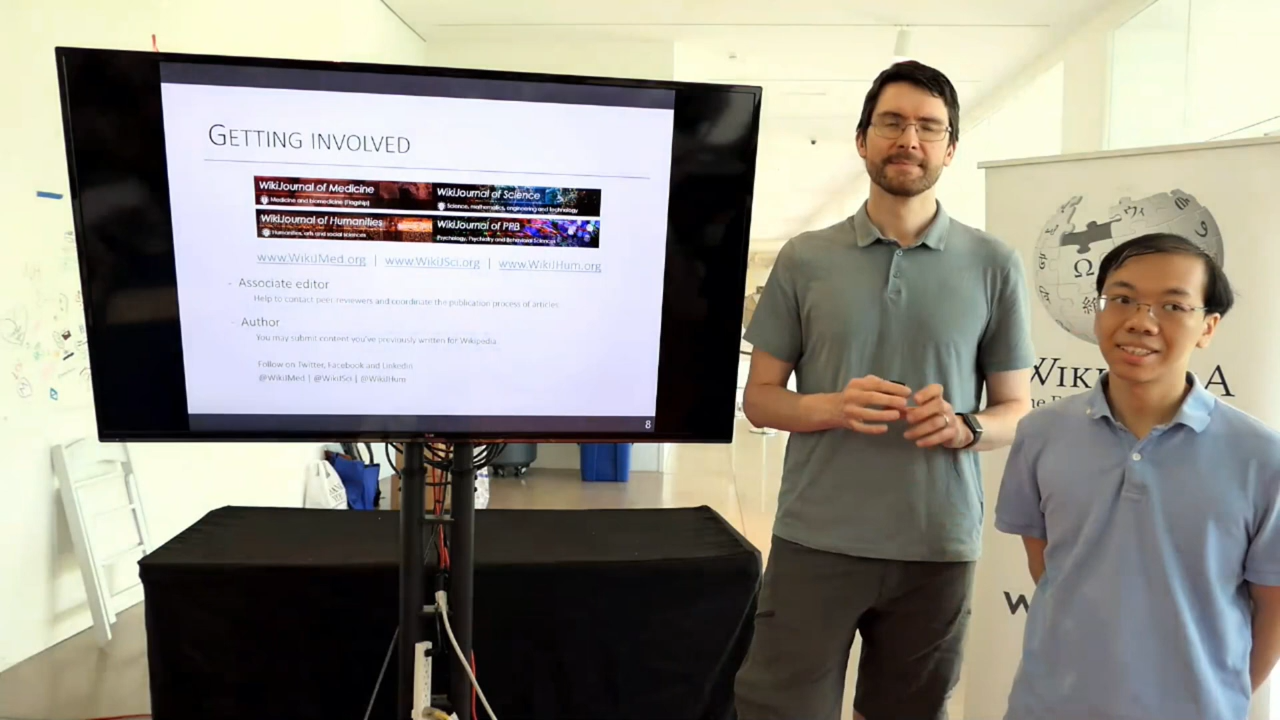 GETTING INVOLVED
WikiJournal of Medicine
Medicine and biomedicine (Flagship)
WikiJournal of Science
Science, mathematics, engineering and technology
WikiJournal of Humanities
Humanities, arts and social sciences
WikiJournal of PPB
Psychology, Psychiatry and Behavioral Sciences
www.WikiJMed.org | www.WikiJSci.org | www.WikiJHum.org
- Associate editor
Help to contact peer reviewers and coordinate the publication process of articles
- Author
You may submit content you've previously written for Wikipedia.
Follow on Twitter, Facebook and Linkedin
@WikiJMed | @WikiJSci | @WikiJHum
8
Ω
WIKI A